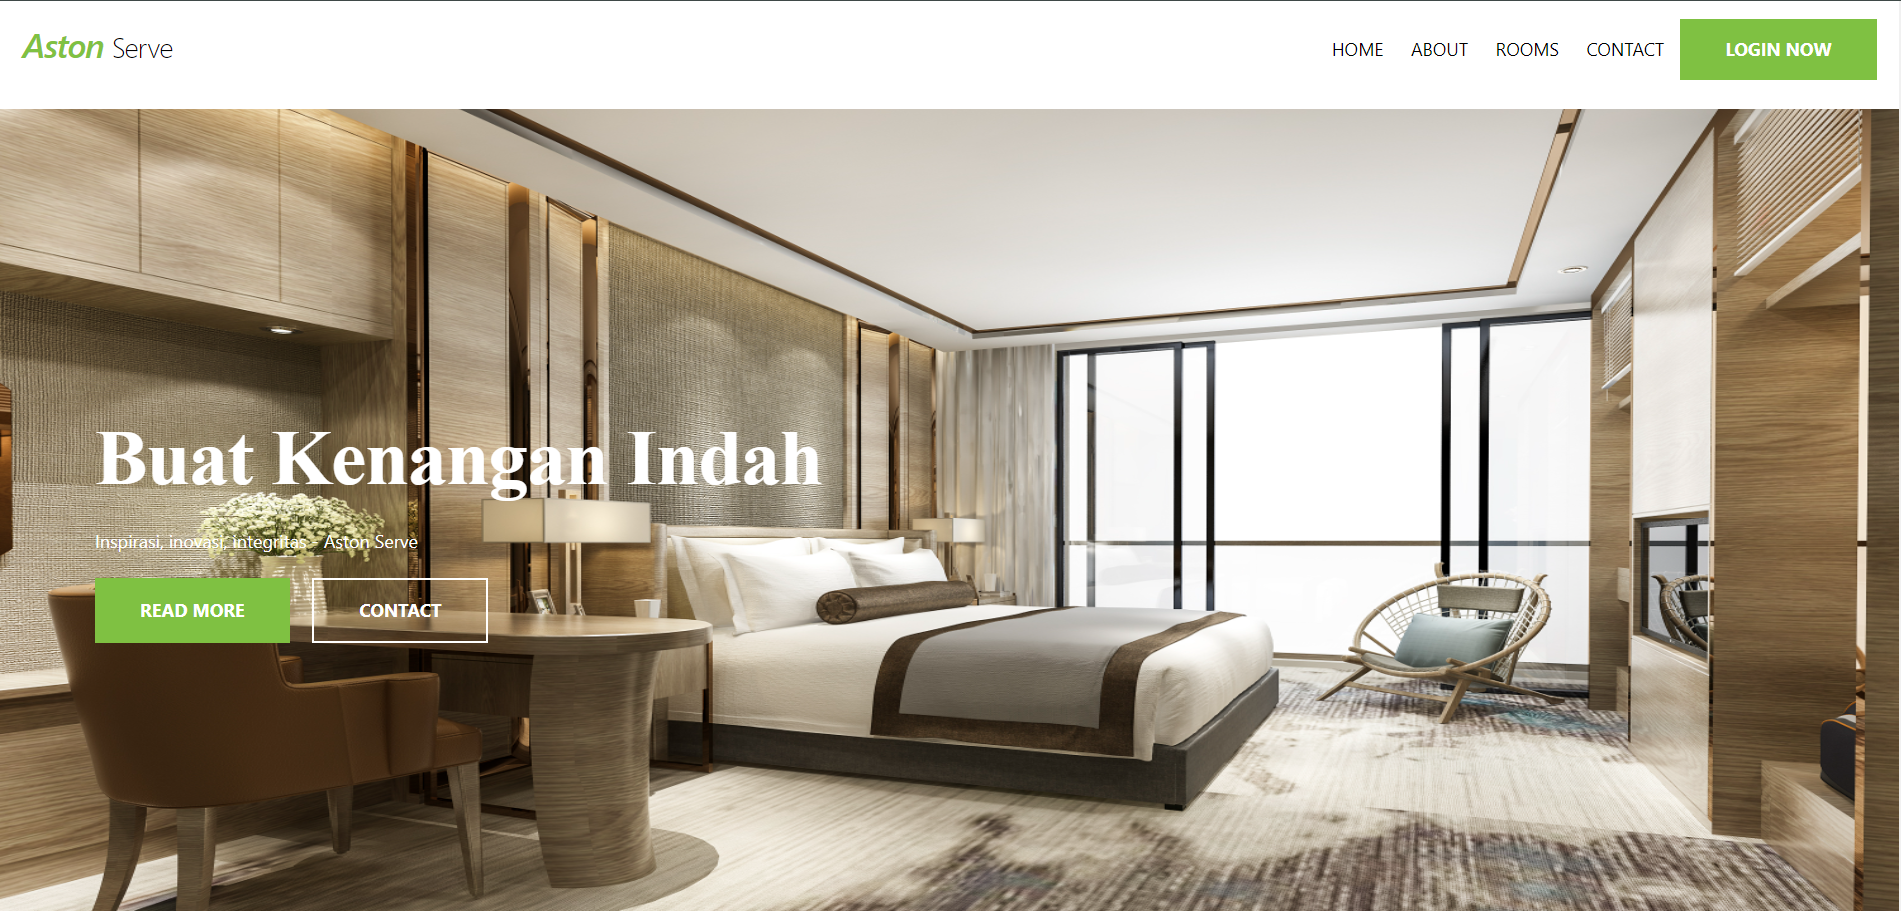 Aston Serve
HOME ABOUT ROOMS CONTACT LOGIN NOW
Buat Kenangan Indah
Inspirasi, inovasi, integritas - Aston Serve
READ MORE CONTACT